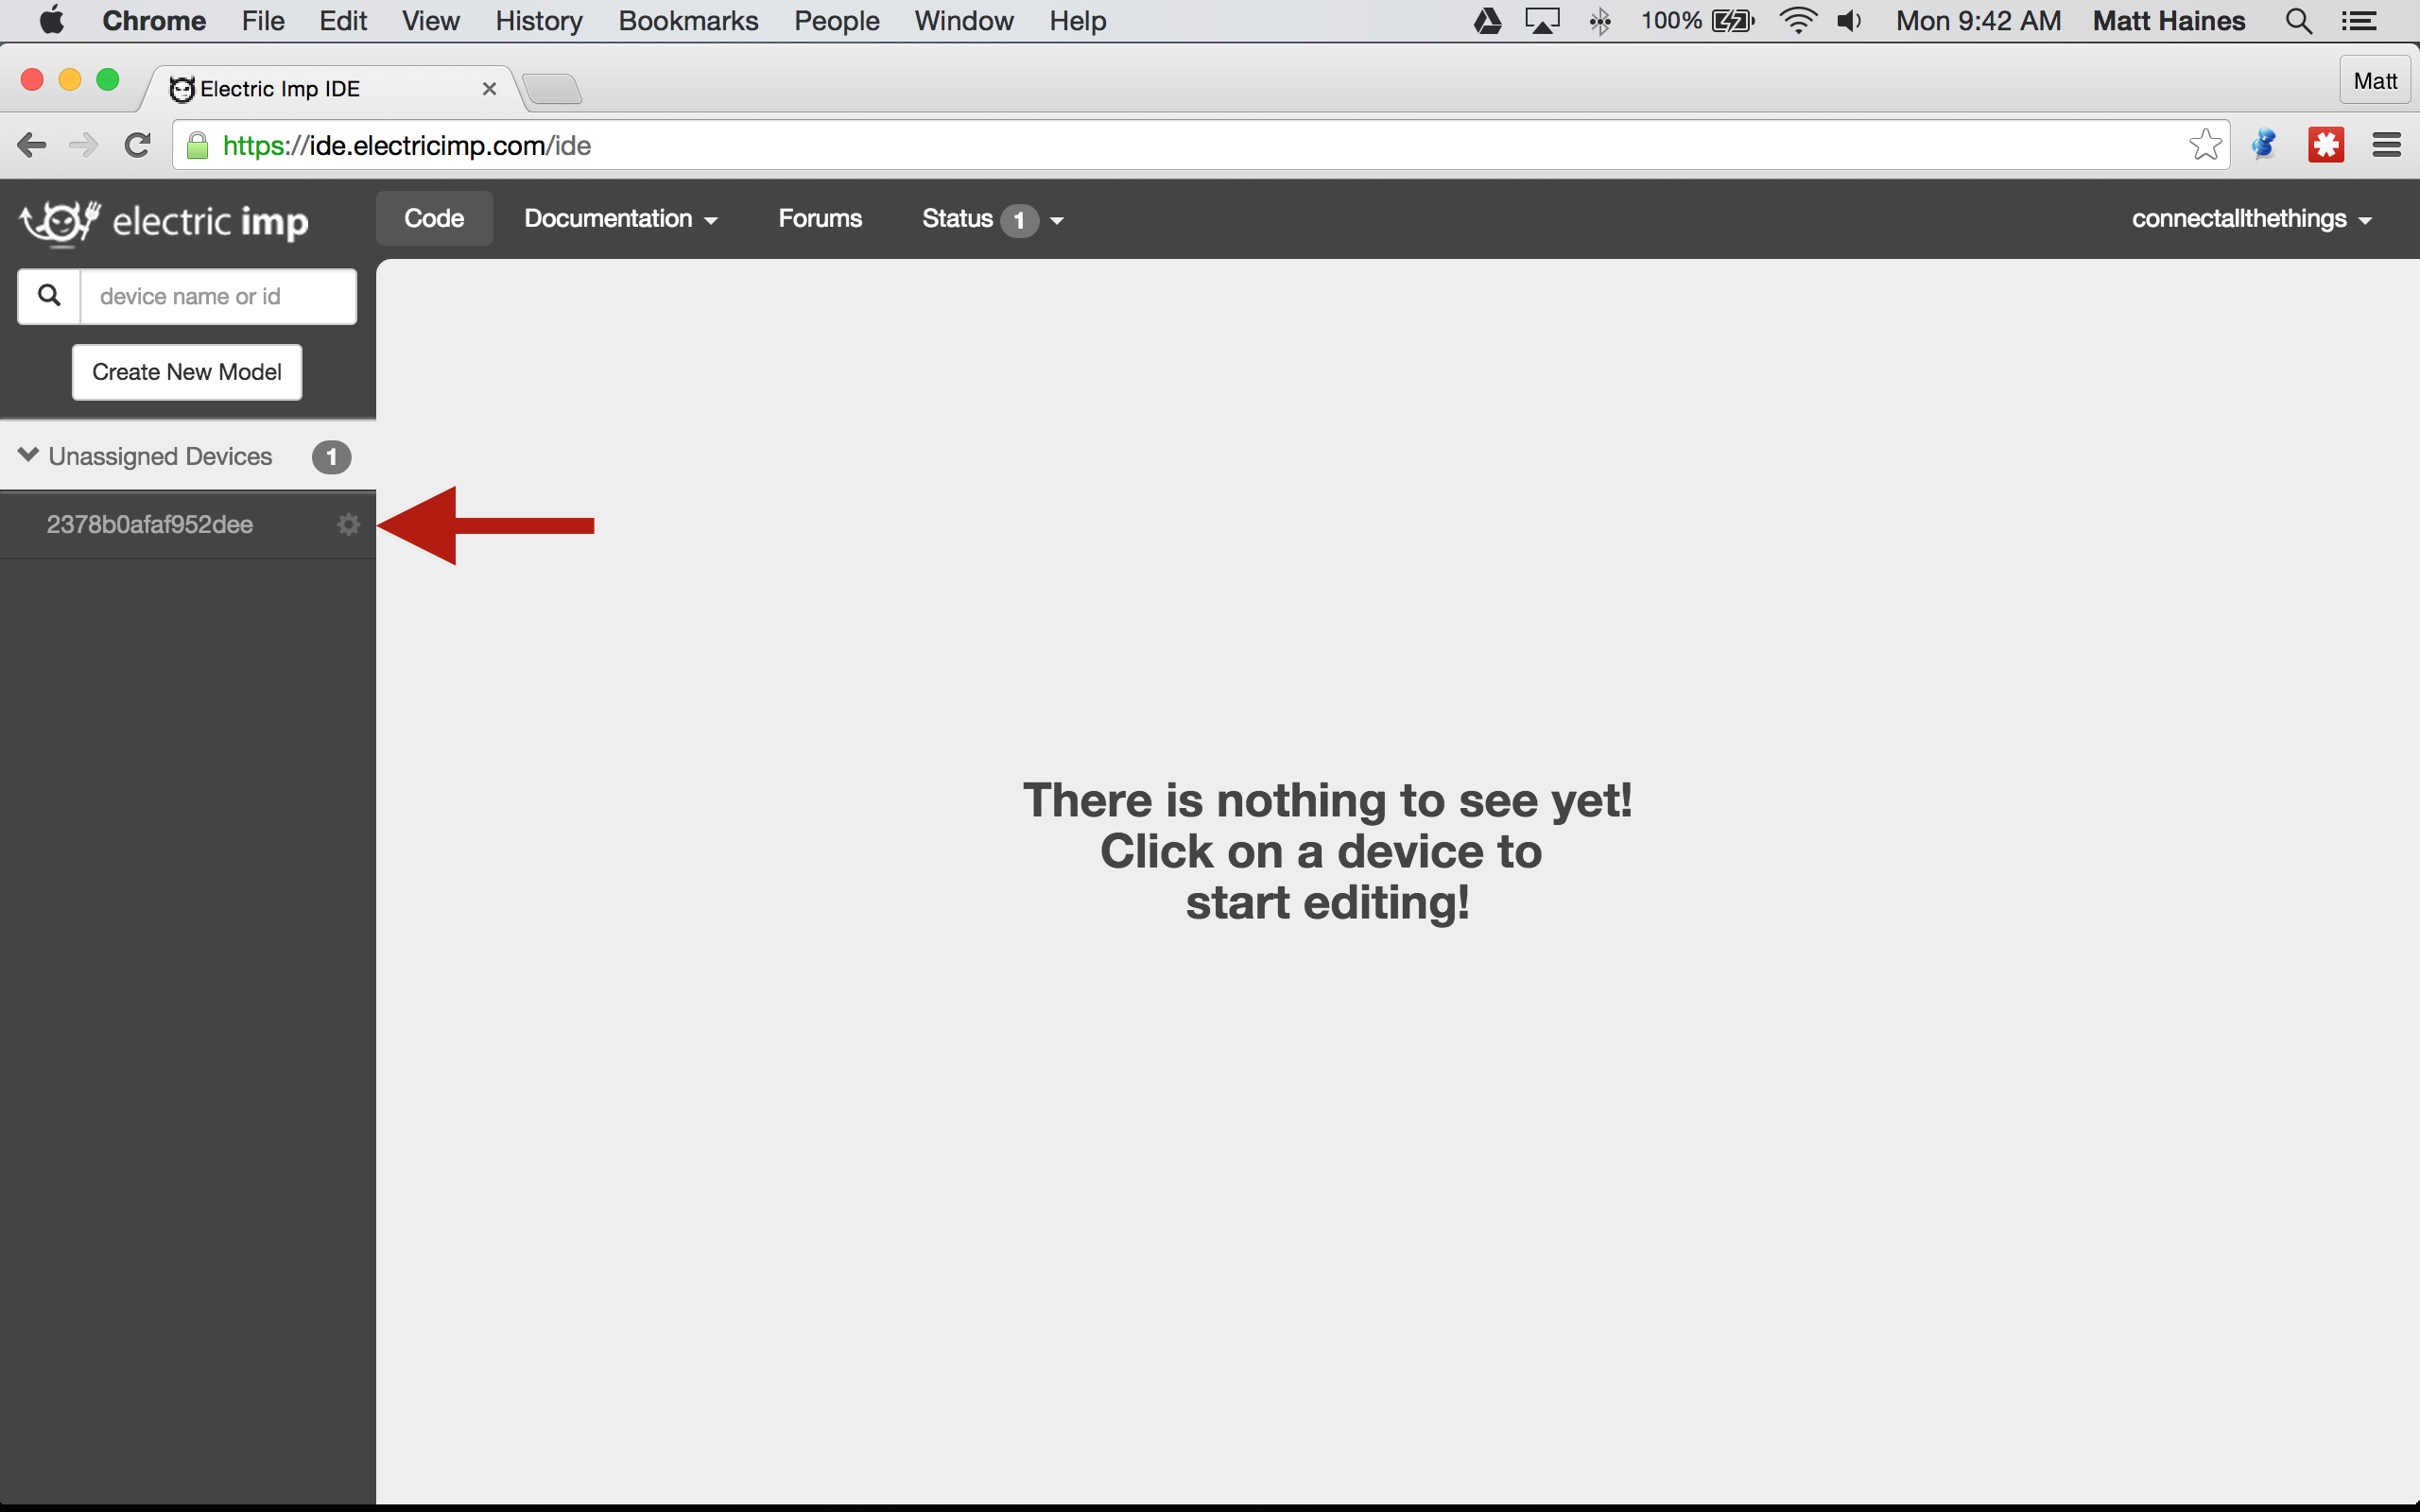 Chrome File Edit View History Bookmarks People Window Help 100% Mon 9:42 AM Matt Haines
Electric Imp IDE Matt
https://ide.electricimp.com/ide
electric imp Code Documentation Forums Status 1 connectallthethings
device name or id
Create New Model
Unassigned Devices 1
2378b0afaf952dee
There is nothing to see yet!
Click on a device to
start editing!